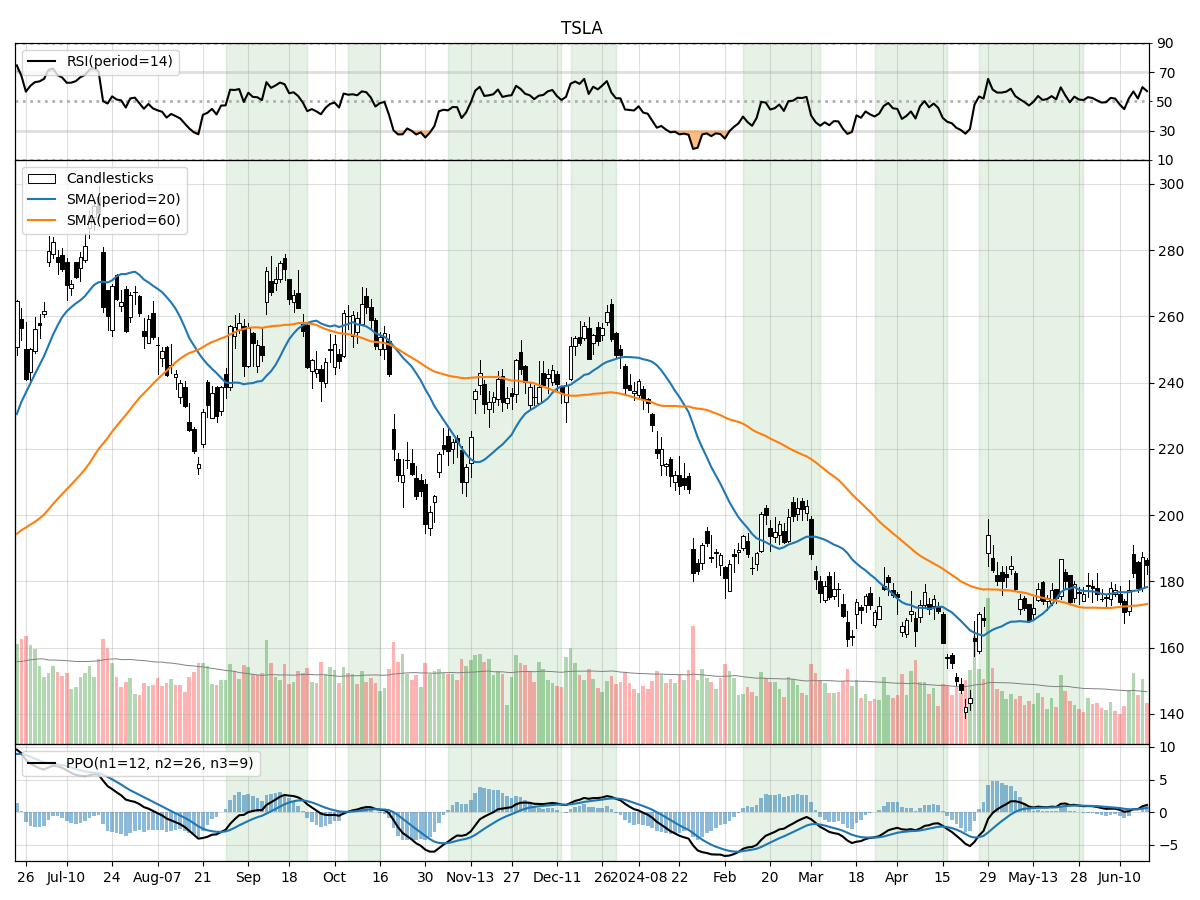 TSLA
RSI(period=14)
90
70
50
30
10
Candlesticks
SMA(period=20)
SMA(period=60)
300
280
260
240
220
200
180
160
140
PPO(n1=12, n2=26, n3=9)
10
5
0
−5
26 Jul-10 24 Aug-07 21 Sep 18 Oct 16 30 Nov-13 27 Dec-11 26 2024-08 22 Feb 20 Mar 18 Apr 15 29 May-13 28 Jun-10